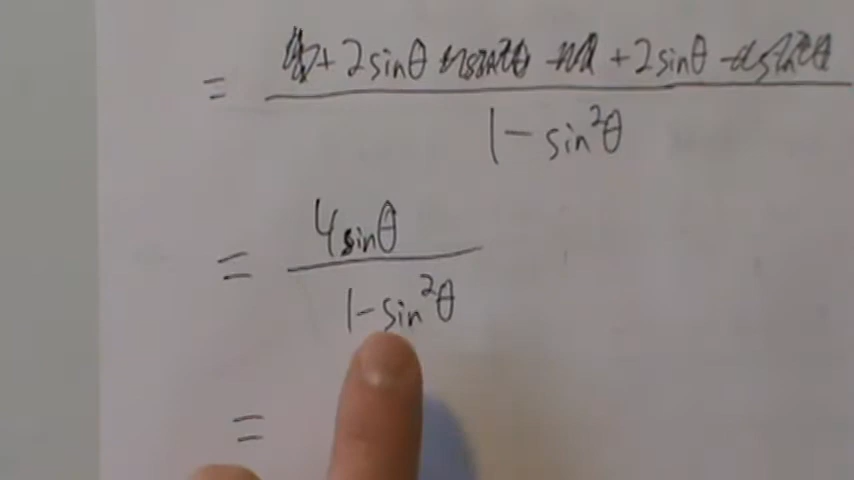 + 2sinθ + 2sinθ
=
1 - sin²θ
4sinθ
=
1 - sin²θ
=